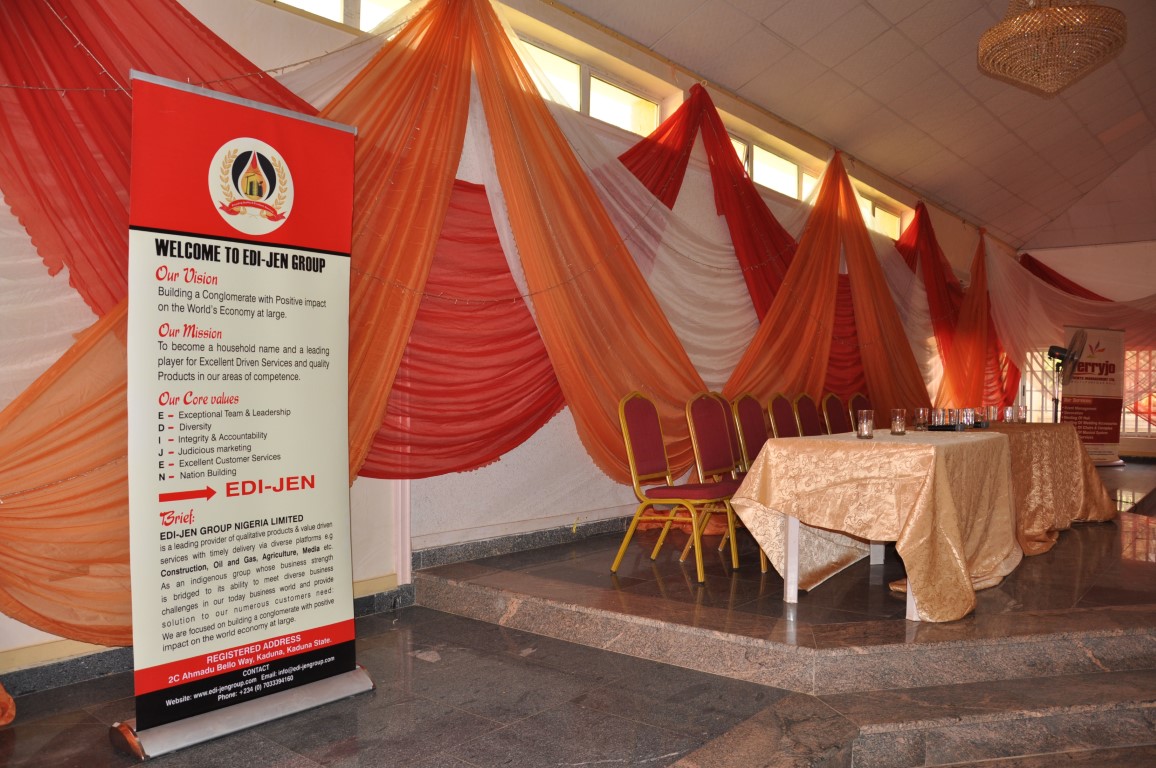 EDI-JEN
WELCOME TO EDI-JEN GROUP
Our Vision
Building a Conglomerate with Positive impact
on the World's Economy at large.
Our Mission
To become a household name and a leading
player for Excellent Driven Services and quality
Products in our areas of competence.
Our Core values
E - Exceptional Team & Leadership
D - Diversity
I - Integrity & Accountability
J - Judicious marketing
E - Excellent Customer Services
N - Nation Building
EDI-JEN
Brief:
EDI-JEN GROUP NIGERIA LIMITED
is a leading provider of qualitative products & value driven
services with timely delivery via diverse platforms e.g
Construction, Oil and Gas, Agriculture, Media etc.
As an indigenous group whose business strength
is bridged to its ability to meet diverse business
challenges in our today business world and provide
solution to our numerous customers need;
We are focused on building a conglomerate with positive
impact on the world economy at large.
REGISTERED ADDRESS
2C Ahmadu Bello Way, Kaduna, Kaduna State.
CONTACT
Website: www.edi-jengroup.com Email: info@edi-jengroup.com
Phone: +234 (0) 7033394160
erryjo